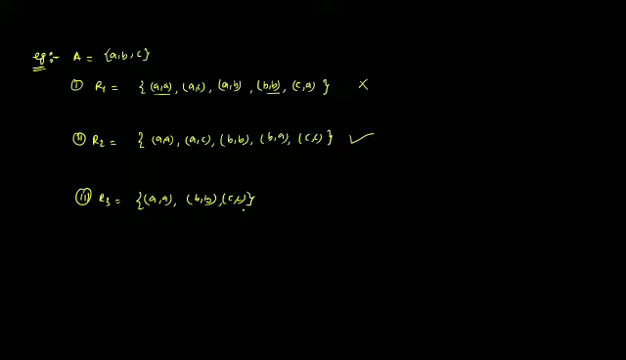 eg:- A = {a,b,c}
(i) R₁ = {(a,a), (a,c), (a,b), (b,b), (c,a)} ×
(ii) R₂ = {(a,a), (a,c), (b,b), (b,a), (c,c)} ✓
(iii) R₃ = {(a,a), (b,b), (c,c)}